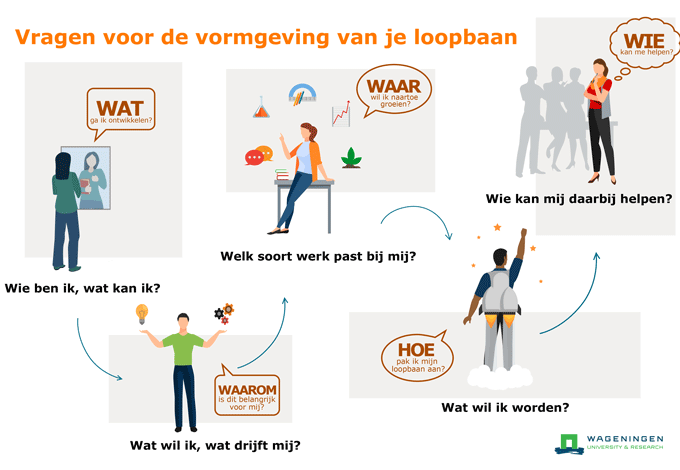 Vragen voor de vormgeving van je loopbaan
WAT
ga ik ontwikkelen?
Wie ben ik, wat kan ik?
WAAROM
is dit belangrijk
voor mij?
Wat wil ik, wat drijft mij?
WAAR
wil ik naartoe
groeien?
Welk soort werk past bij mij?
HOE
pak ik mijn
loopbaan aan?
Wat wil ik worden?
WIE
kan me helpen?
Wie kan mij daarbij helpen?
WAGENINGEN
UNIVERSITY & RESEARCH